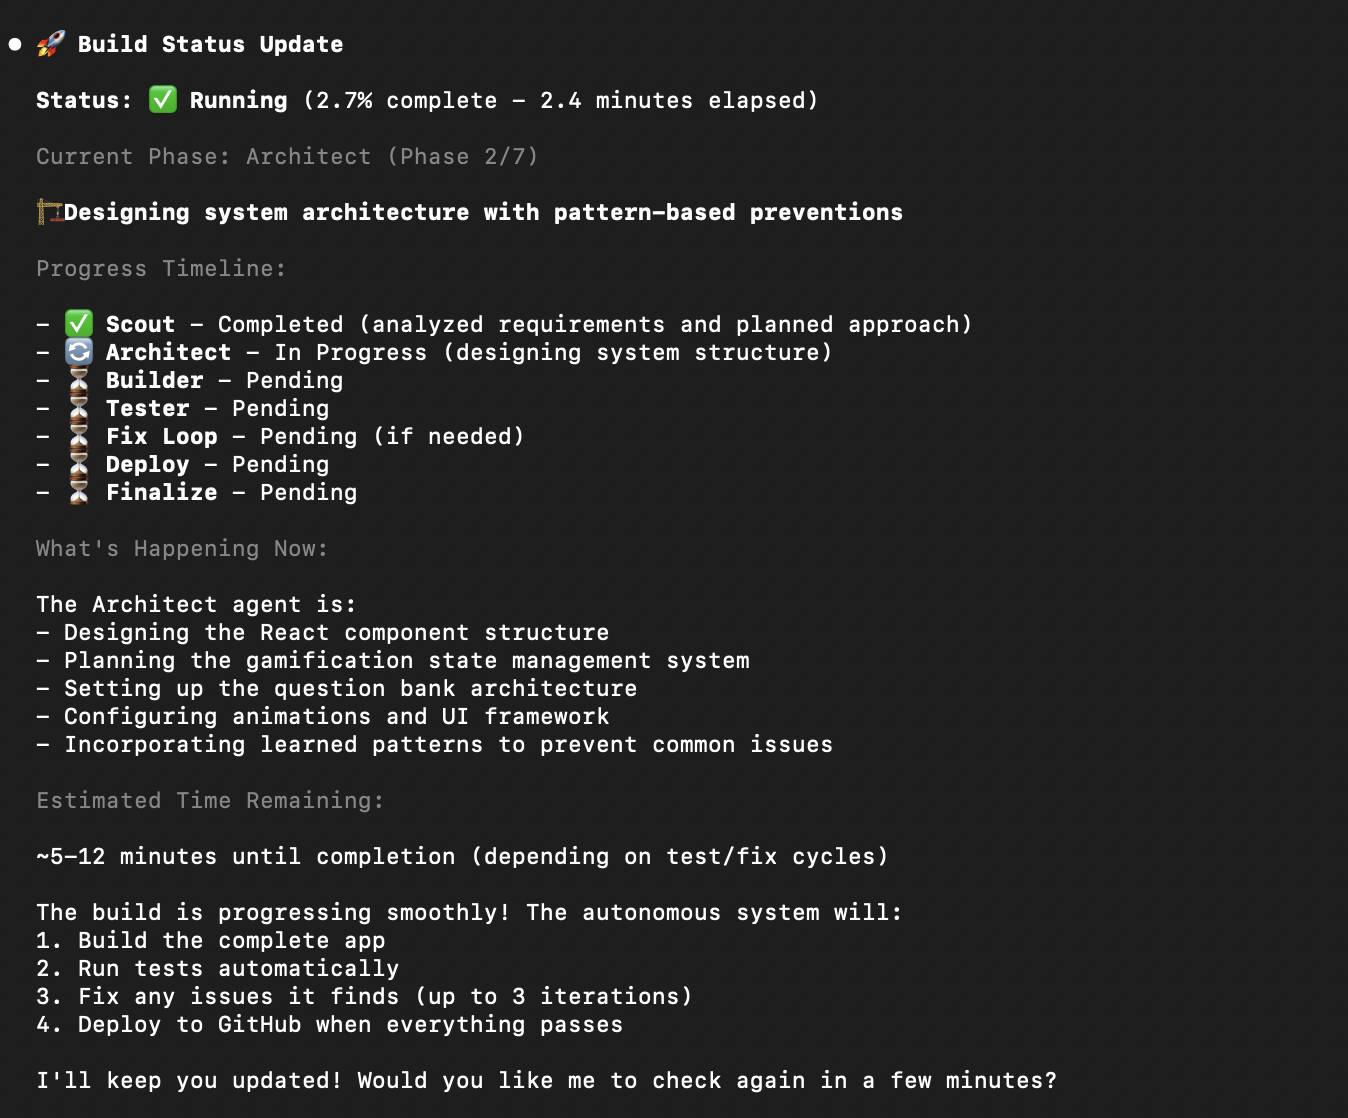 ● 🚀 Build Status Update
Status: ✅ Running (2.7% complete - 2.4 minutes elapsed)
Current Phase: Architect (Phase 2/7)
🏗️Designing system architecture with pattern-based preventions
Progress Timeline:
- ✅ Scout - Completed (analyzed requirements and planned approach)
- 🔄 Architect - In Progress (designing system structure)
- ⏳ Builder - Pending
- ⏳ Tester - Pending
- ⏳ Fix Loop - Pending (if needed)
- ⏳ Deploy - Pending
- ⏳ Finalize - Pending
What's Happening Now:
The Architect agent is:
- Designing the React component structure
- Planning the gamification state management system
- Setting up the question bank architecture
- Configuring animations and UI framework
- Incorporating learned patterns to prevent common issues
Estimated Time Remaining:
~5-12 minutes until completion (depending on test/fix cycles)
The build is progressing smoothly! The autonomous system will:
1. Build the complete app
2. Run tests automatically
3. Fix any issues it finds (up to 3 iterations)
4. Deploy to GitHub when everything passes
I'll keep you updated! Would you like me to check again in a few minutes?